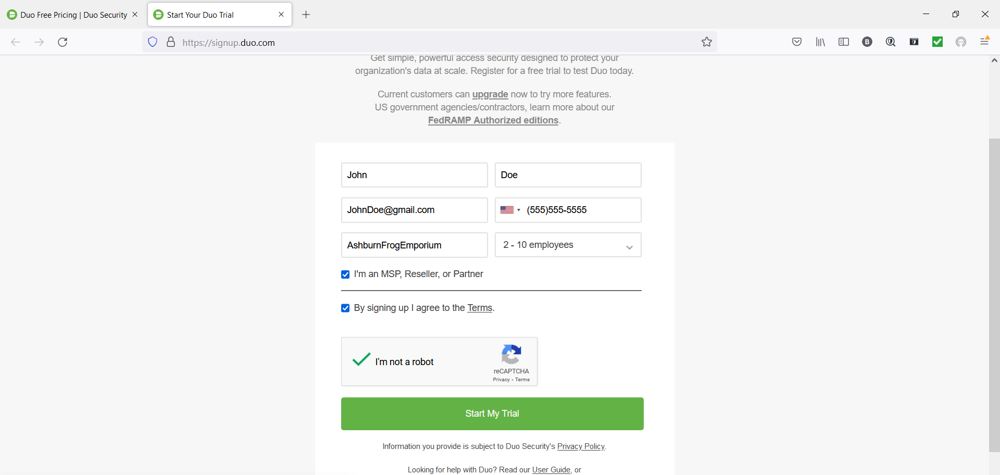 Duo Free Pricing | Duo Security
Start Your Duo Trial
https://signup.duo.com
Get simple, powerful access security designed to protect your
organization's data at scale. Register for a free trial to test Duo today.
Current customers can upgrade now to try more features.
US government agencies/contractors, learn more about our
FedRAMP Authorized editions.
John
Doe
JohnDoe@gmail.com
(555)555-5555
AshburnFrogEmporium
2 - 10 employees
I'm an MSP, Reseller, or Partner
By signing up I agree to the Terms.
I'm not a robot
reCAPTCHA
Privacy - Terms
Start My Trial
Information you provide is subject to Duo Security's Privacy Policy.
Looking for help with Duo? Read our User Guide, or